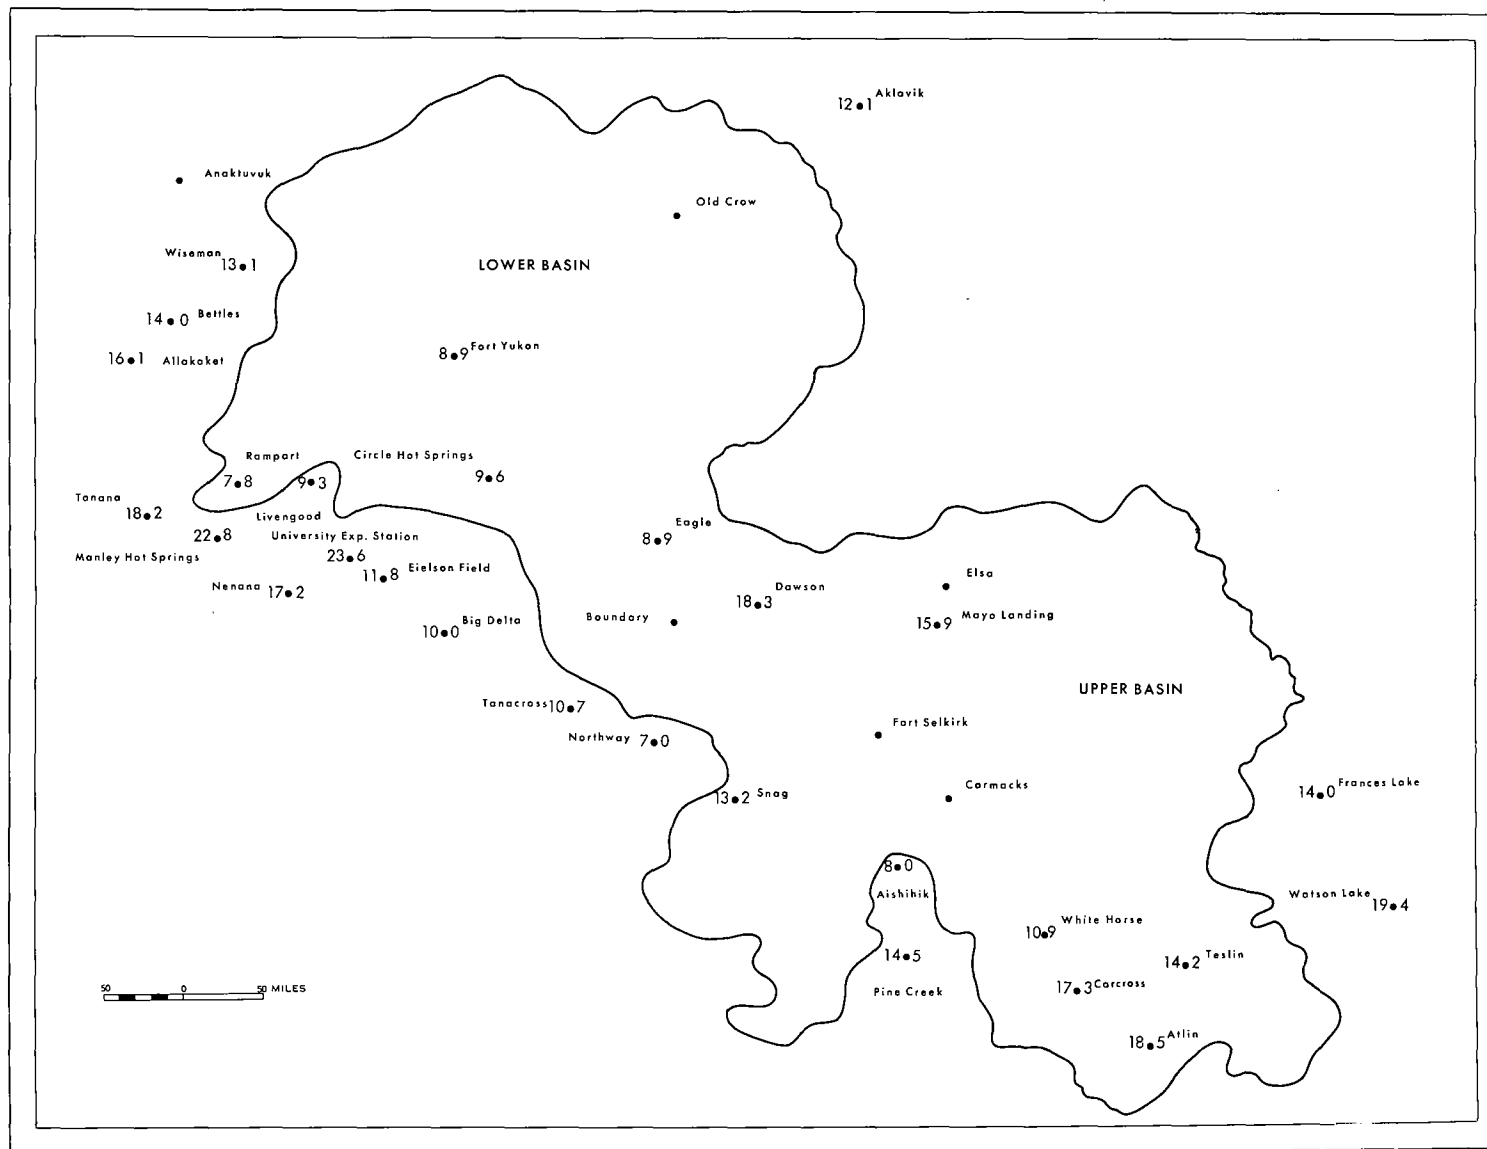 12.1 Aklavik
Anaktuvuk
Old Crow
Wiseman 13.1
LOWER BASIN
14.0 Bettles
8.9 Fort Yukon
16.1 Allakaket
Rampart
7.8
Circle Hot Springs
9.6
9.3
Livengood
Tanana
18.2
22.8
Manley Hot Springs
University Exp. Station
23.6
8.9 Eagle
11.8 Eielson Field
Nenana 17.2
Elsa
18.3 Dawson
15.9 Mayo Landing
Boundary
10.0 Big Delta
UPPER BASIN
Tanacross 10.7
Northway 7.0
Fort Selkirk
13.2 Snag
Carmacks
14.0 Frances Lake
8.0
Aishihik
Watson Lake 19.4
10.9 White Horse
14.5
Pine Creek
14.2 Teslin
17.3 Carcross
50 0 50 MILES
18.5 Atlin